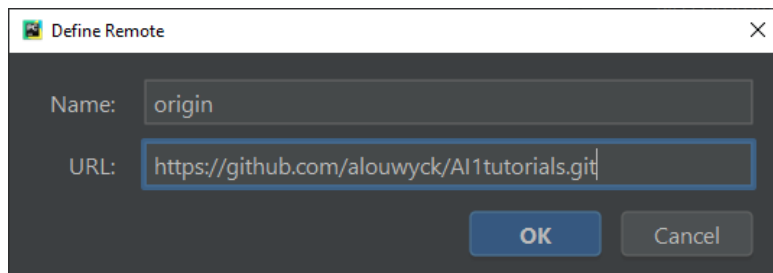 Define Remote
Name: origin
URL: https://github.com/alouwyck/AI1tutorials.git
OK Cancel